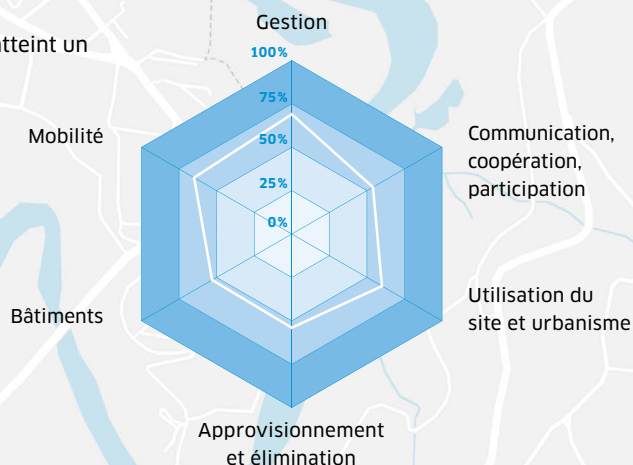 atteint un
Gestion
100%
75%
50%
25%
0%
Mobilité
Communication,
coopération,
participation
Bâtiments
Utilisation du
site et urbanisme
Approvisionnement
et élimination